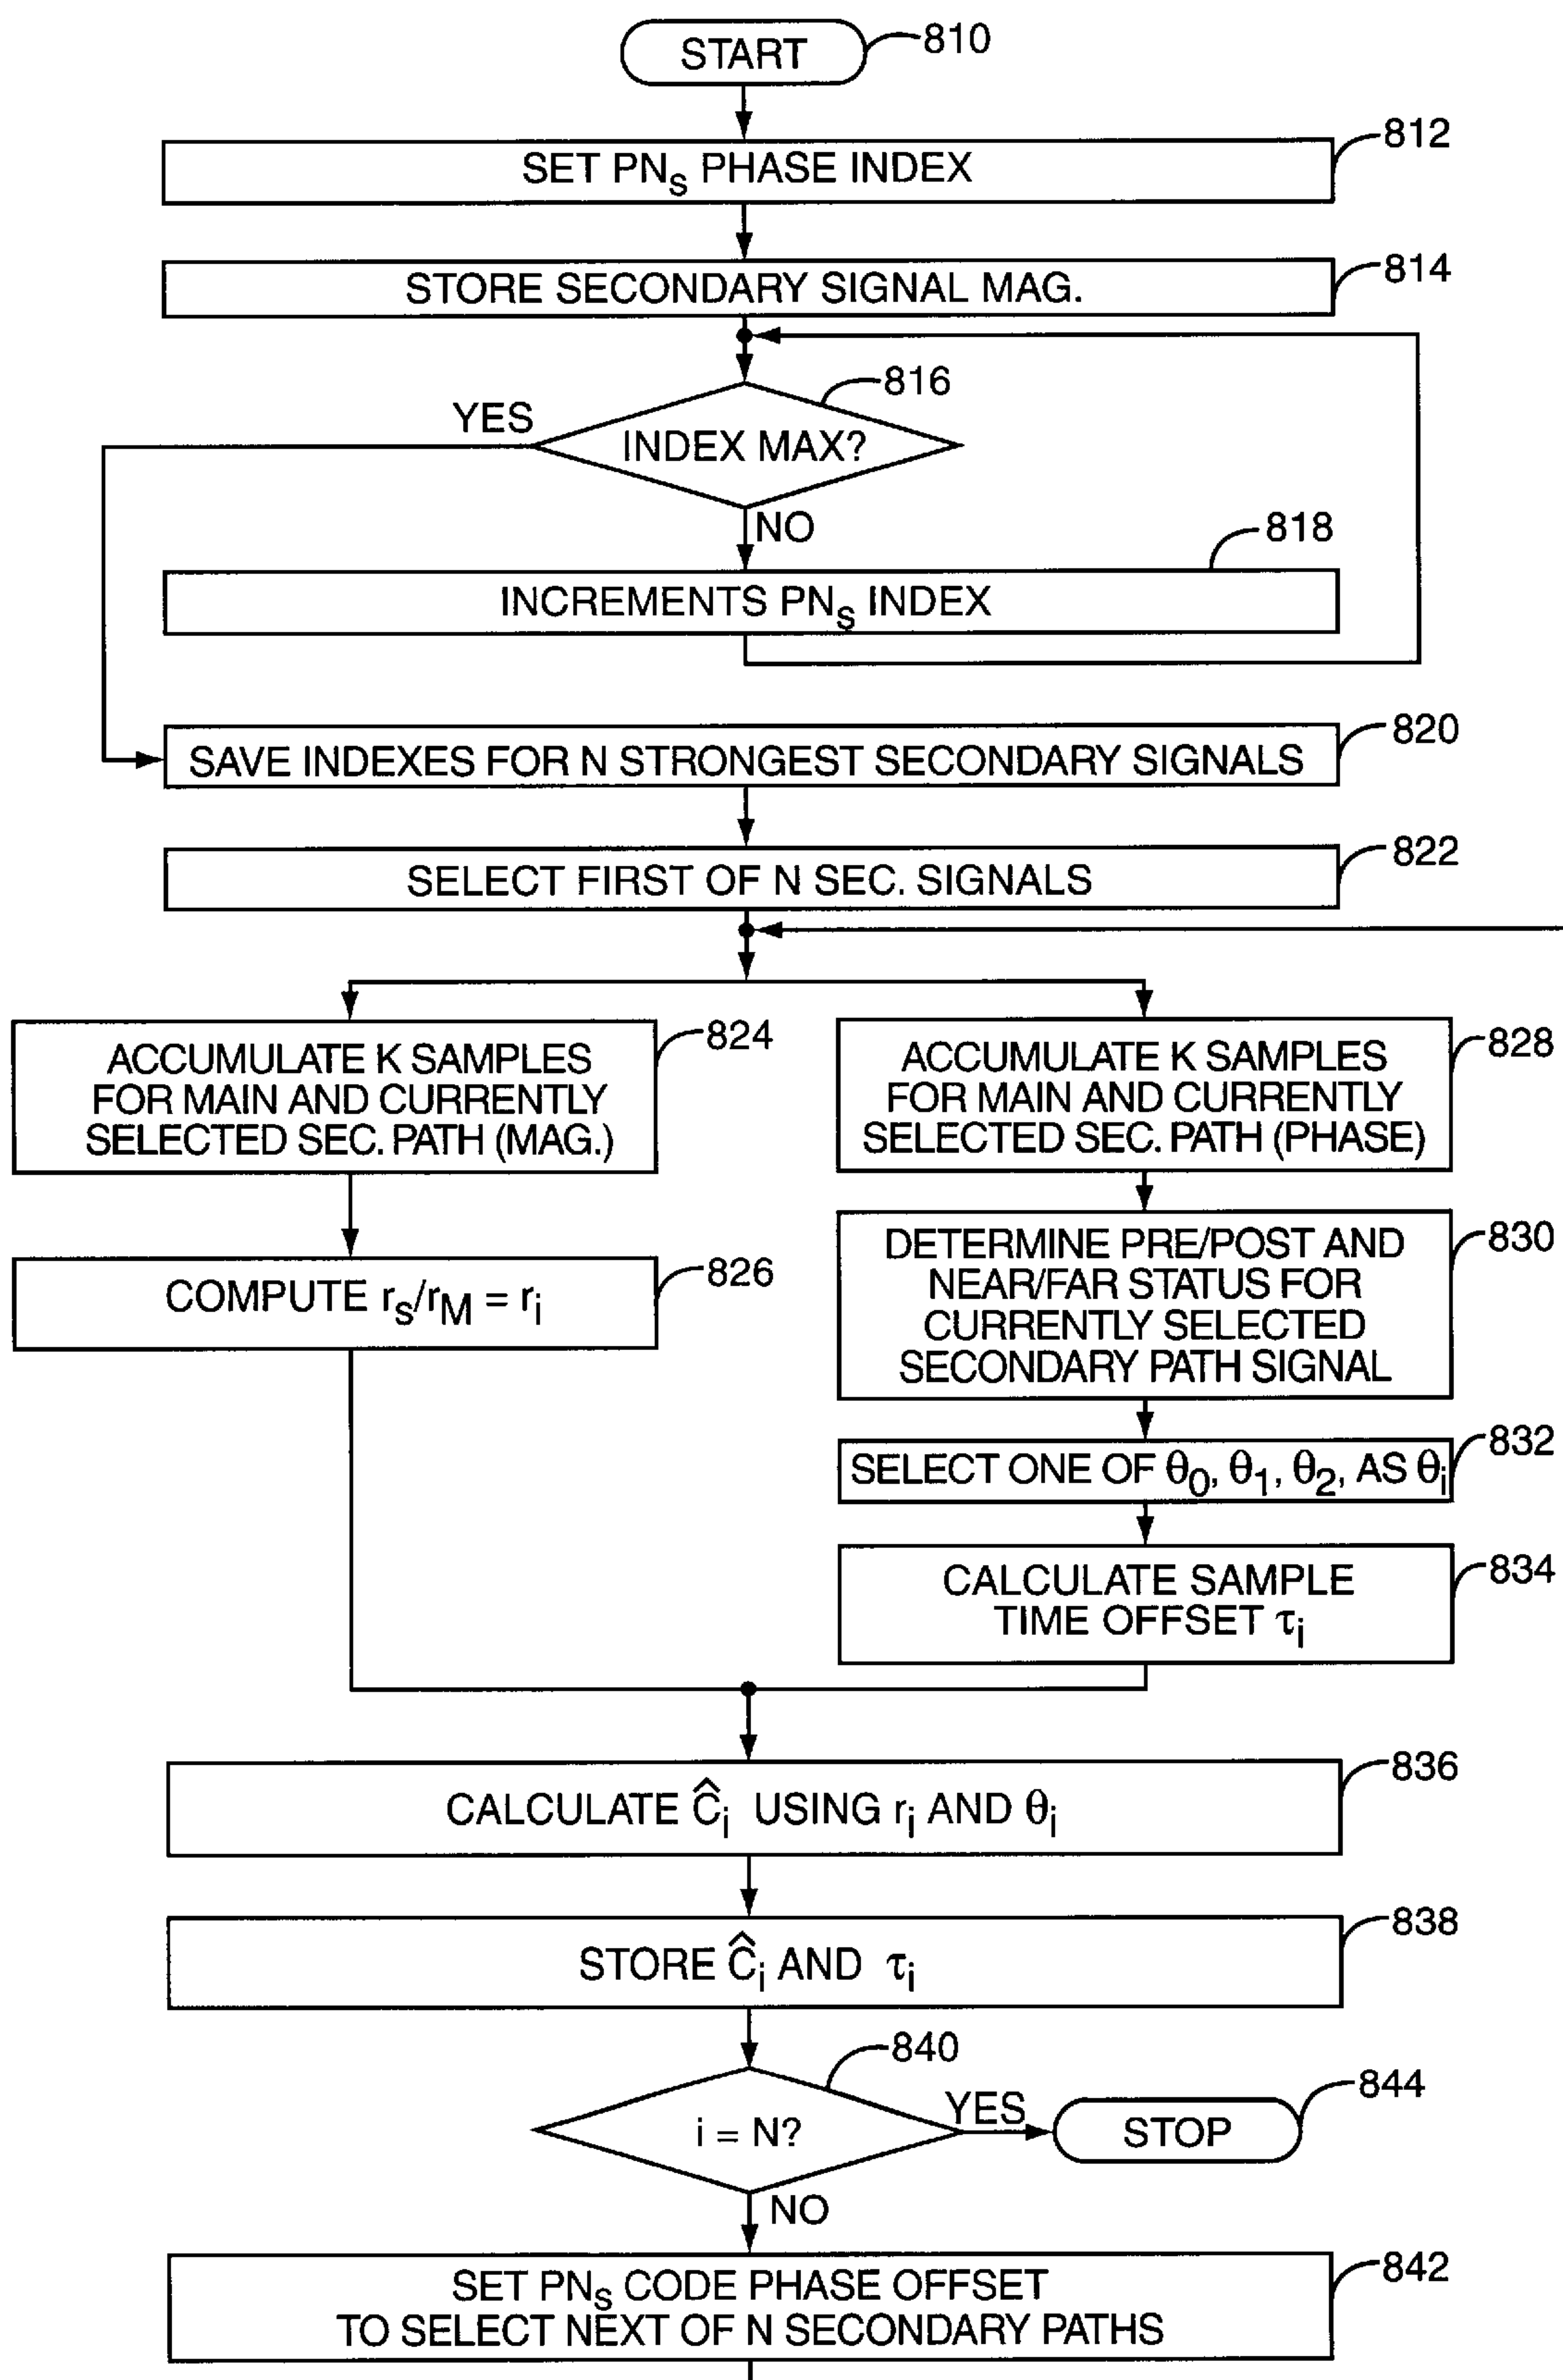 START
810
812
SET PNₛ PHASE INDEX
814
STORE SECONDARY SIGNAL MAG.
816
YES
INDEX MAX?
NO
818
INCREMENTS PNₛ INDEX
820
SAVE INDEXES FOR N STRONGEST SECONDARY SIGNALS
822
SELECT FIRST OF N SEC. SIGNALS
824
ACCUMULATE K SAMPLES
FOR MAIN AND CURRENTLY
SELECTED SEC. PATH (MAG.)
826
COMPUTE rₛ/r_M = rᵢ
828
ACCUMULATE K SAMPLES
FOR MAIN AND CURRENTLY
SELECTED SEC. PATH (PHASE)
830
DETERMINE PRE/POST AND
NEAR/FAR STATUS FOR
CURRENTLY SELECTED
SECONDARY PATH SIGNAL
832
SELECT ONE OF θ₀, θ₁, θ₂, AS θᵢ
834
CALCULATE SAMPLE
TIME OFFSET τᵢ
836
CALCULATE Ĉᵢ USING rᵢ AND θᵢ
838
STORE Ĉᵢ AND τᵢ
840
i = N?
YES
STOP
844
NO
842
SET PNₛ CODE PHASE OFFSET
TO SELECT NEXT OF N SECONDARY PATHS